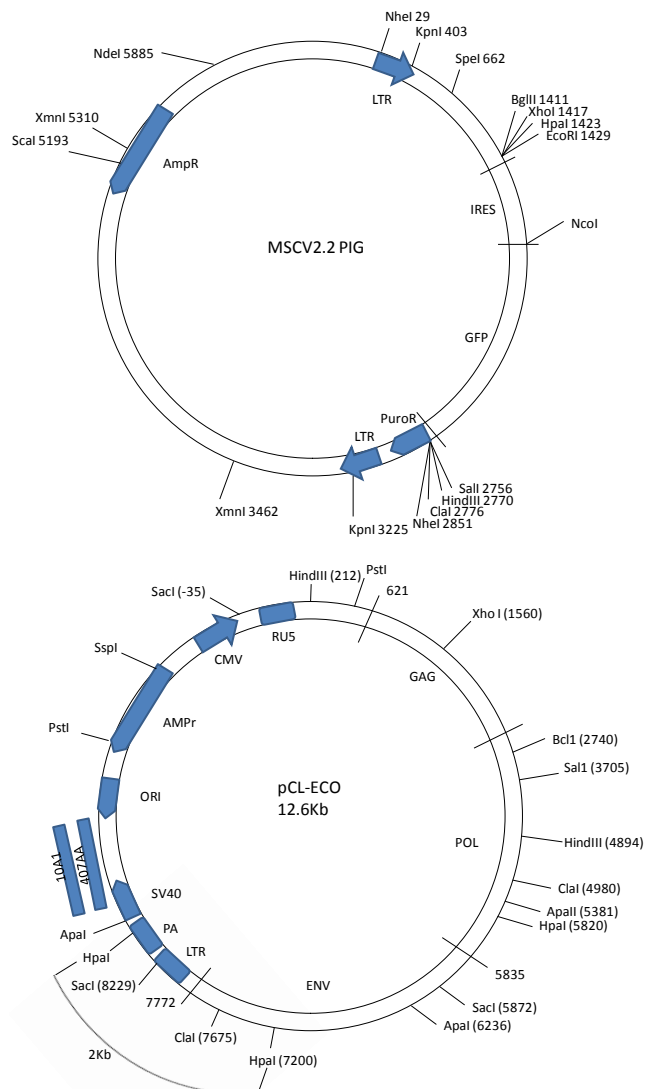 NheI 29
KpnI 403
NdeI 5885
SpeI 662
LTR
BglII 1411
XhoI 1417
HpaI 1423
EcoRI 1429
XmnI 5310
ScaI 5193
AmpR
IRES
NcoI
MSCV2.2 PIG
GFP
PuroR
LTR
SalI 2756
HindIII 2770
ClaI 2776
NheI 2851
XmnI 3462
KpnI 3225
HindIII (212)
PstI
SacI (-35)
621
Xho I (1560)
RU5
CMV
SspI
GAG
AMPr
PstI
Bcl1 (2740)
Sal1 (3705)
pCL-ECO
12.6Kb
ORI
POL
HindIII (4894)
10A1
407AA
ClaI (4980)
SV40
ApaII (5381)
HpaI (5820)
ApaI
PA
HpaI
LTR
SacI (8229)
5835
7772
ENV
SacI (5872)
ApaI (6236)
ClaI (7675)
2Kb
HpaI (7200)